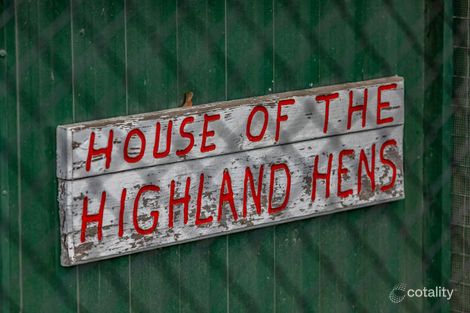 HOUSE OF THE
HIGHLAND HENS
cotality